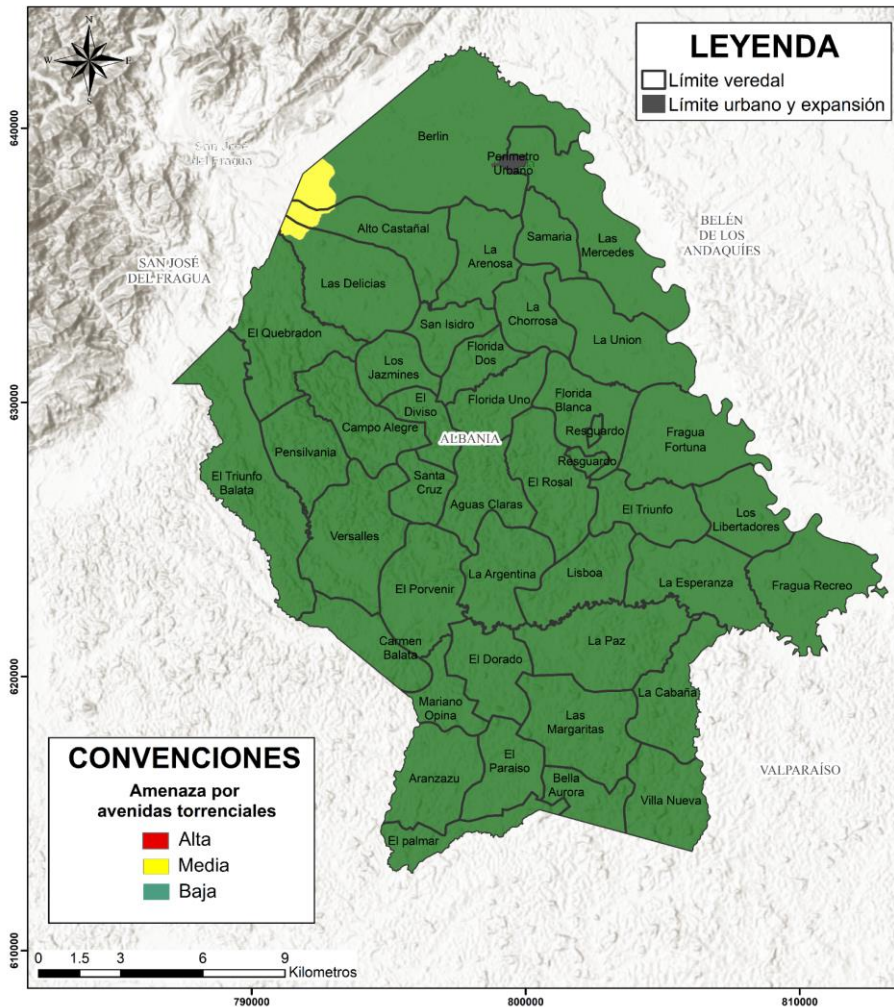 LEYENDA
Límite veredal
Límite urbano y expansión
N
W
E
S
640000
630000
620000
610000
San José
del Fragua
SAN JOSÉ
DEL FRAGUA
BELÉN
DE LOS
ANDAQUÍES
VALPARAÍSO
Berlin
Perimetro
Urbano
Alto Castañal
La
Arenosa
Samaria
Las
Mercedes
Las Delicias
La
Chorrosa
El Quebradon
San Isidro
La Union
Florida
Dos
Los
Jazmines
El
Diviso
Florida Uno
Florida
Blanca
Campo Alegre
ALBANIA
Resguardo
Fragua
Fortuna
Pensilvania
Resguardo
El Triunfo
Balata
Santa
Cruz
El Rosal
Aguas Claras
El Triunfo
Los
Libertadores
Versalles
La Argentina
Lisboa
La Esperanza
Fragua Recreo
El Porvenir
Carmen
Balata
El Dorado
La Paz
La Cabaña
Mariano
Opina
Las
Margaritas
El
Paraiso
Aranzazu
Bella
Aurora
Villa Nueva
El palmar
CONVENCIONES
Amenaza por
avenidas torrenciales
Alta
Media
Baja
0 1.5 3 6 9
Kilometros
790000 800000 810000